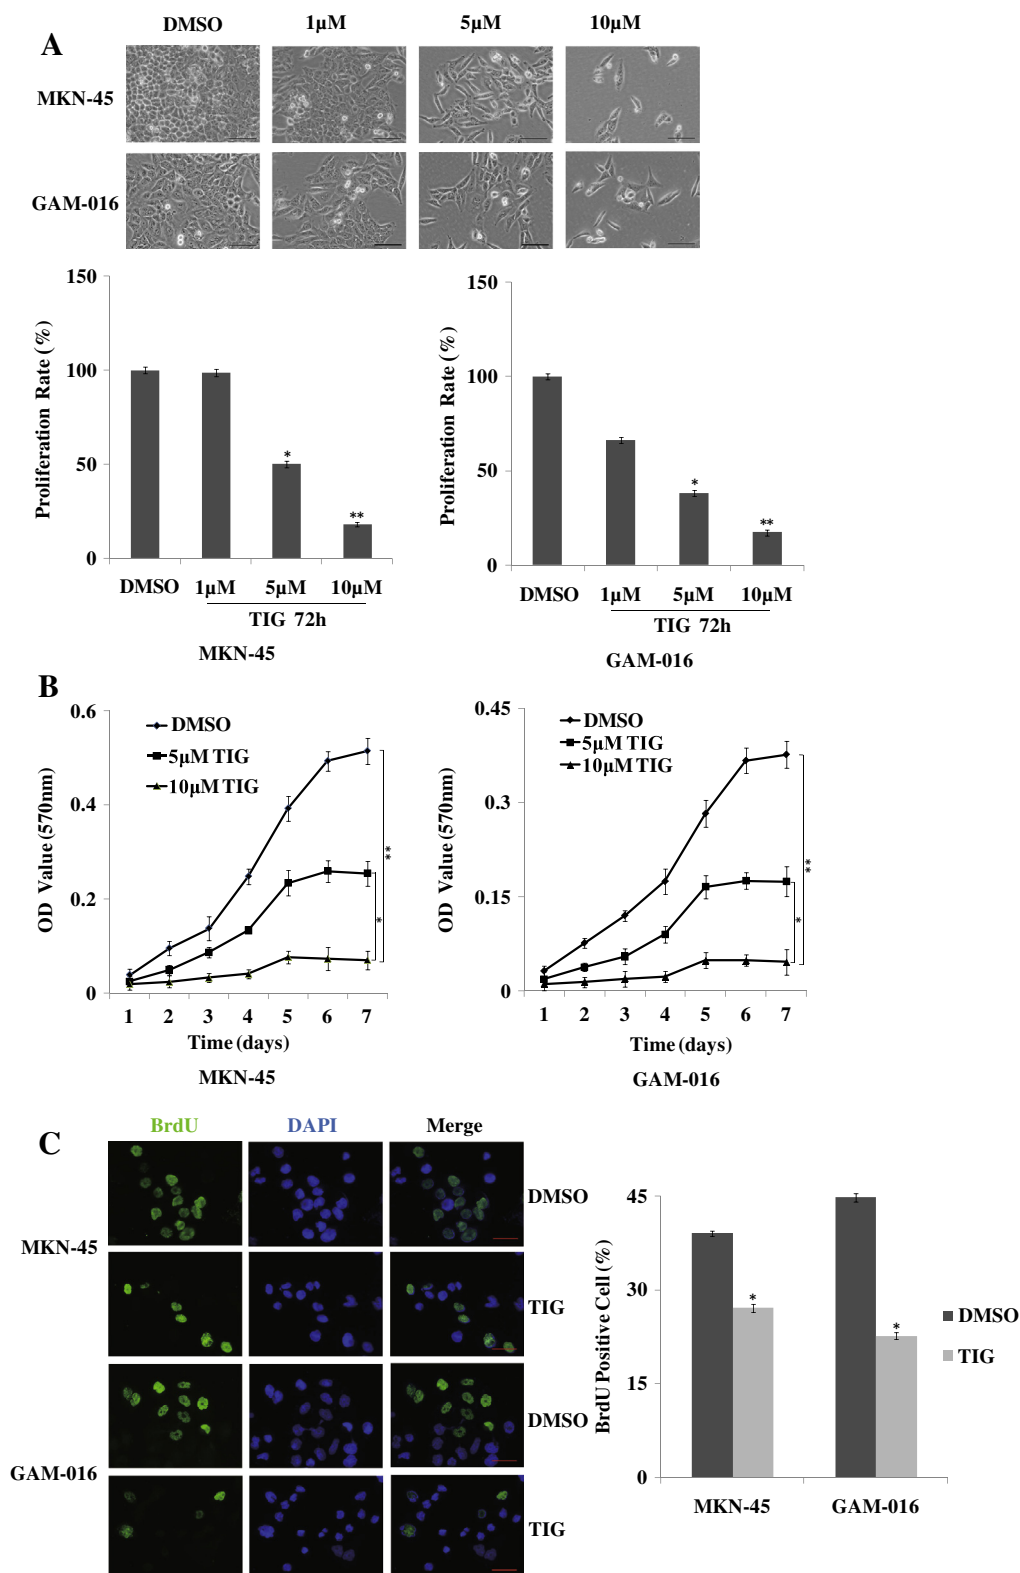 A
DMSO 1μM 5μM 10μM
MKN-45
GAM-016
150
100
50
0
Proliferation Rate (%)
*
**
DMSO 1μM 5μM 10μM
TIG 72h
MKN-45
150
100
50
0
Proliferation Rate (%)
*
**
DMSO 1μM 5μM 10μM
TIG 72h
GAM-016
B
0.6
0.4
0.2
0
OD Value (570nm)
DMSO
5μM TIG
10μM TIG
**
*
1 2 3 4 5 6 7
Time (days)
MKN-45
0.45
0.3
0.15
0
OD Value (570nm)
DMSO
5μM TIG
10μM TIG
**
*
1 2 3 4 5 6 7
Time (days)
GAM-016
C
BrdU DAPI Merge
MKN-45
DMSO
TIG
GAM-016
DMSO
TIG
45
30
15
0
BrdU Positive Cell (%)
*
*
MKN-45 GAM-016
DMSO
TIG